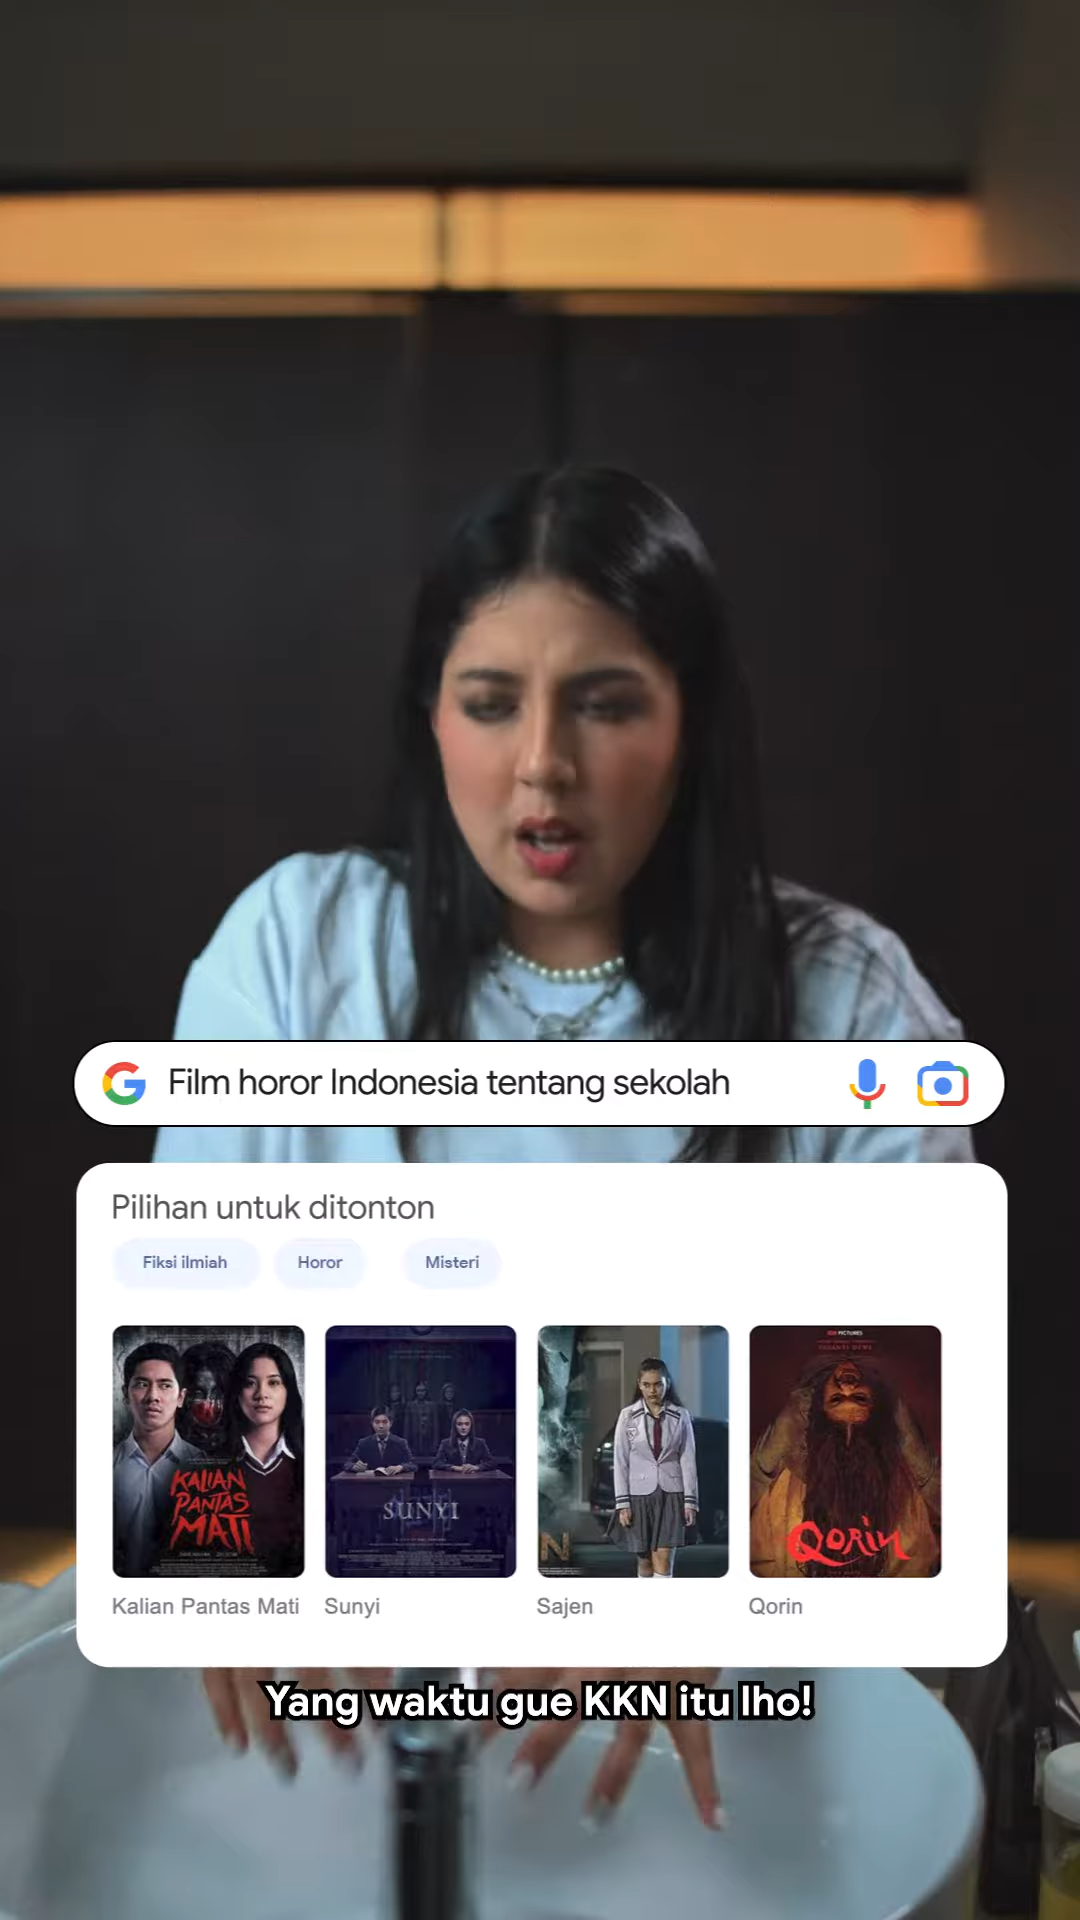 Film horor Indonesia tentang sekolah
Pilihan untuk ditonton
Fiksi ilmiah Horor Misteri
KALIAN
PANTAS
MATI
SUNYI
N
PICTURES
QORIN
Kalian Pantas Mati Sunyi Sajen Qorin
Yang waktu gue KKN itu lho!